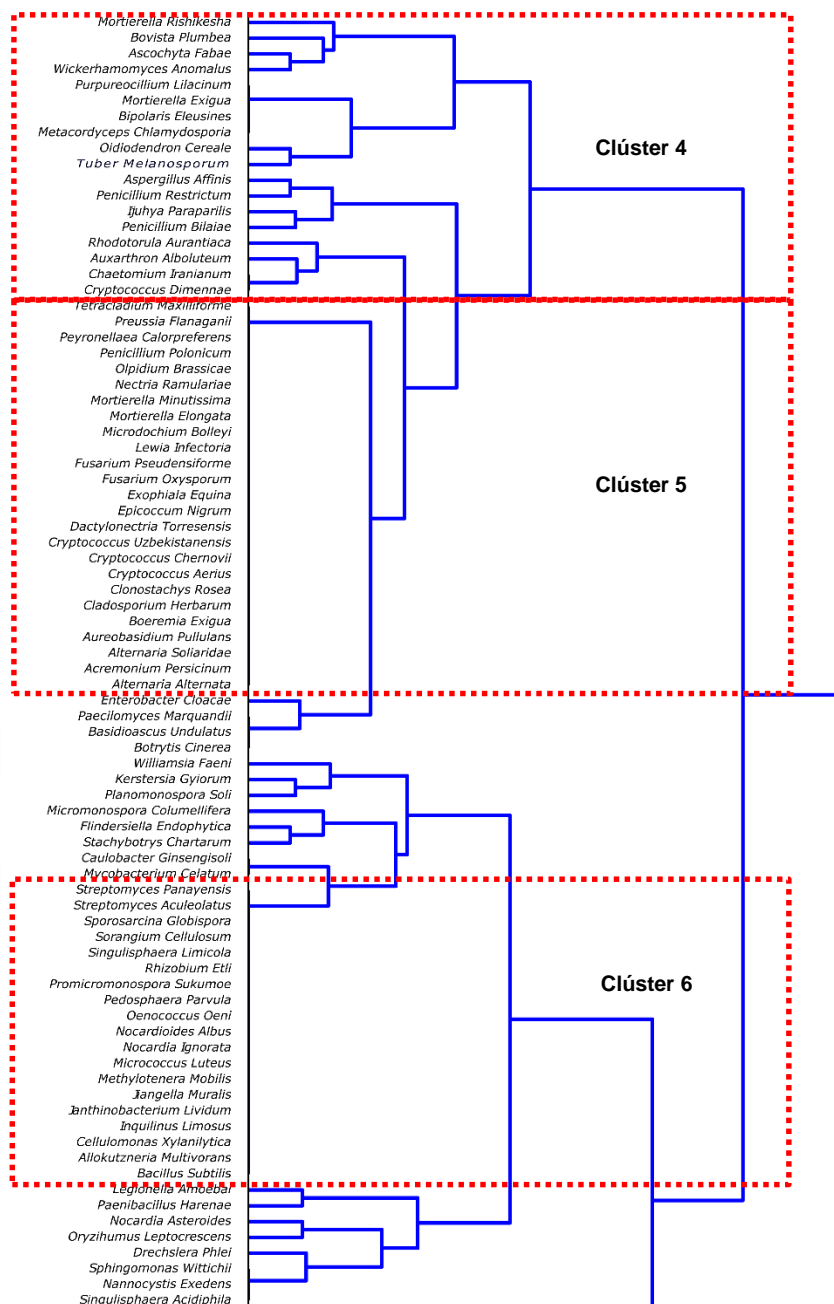 Mortierella Rishikesha
Bovista Plumbea
Ascochyta Fabae
Wickerhamomyces Anomalus
Purpureocillium Lilacinum
Mortierella Exigua
Bipolaris Eleusines
Metacordyceps Chlamydosporia
Clúster 4
Oidiodendron Cereale
Tuber Melanosporum
Aspergillus Affinis
Penicillium Restrictum
Ijuhya Paraparilis
Penicillium Bilaiae
Rhodotorula Aurantiaca
Auxarthron Alboluteum
Chaetomium Iranianum
Cryptococcus Dimennae
Tetracladium Maxilliforme
Preussia Flanaganii
Peyronellaea Calorpreferens
Penicillium Polonicum
Olpidium Brassicae
Nectria Ramulariae
Mortierella Minutissima
Mortierella Elongata
Microdochium Bolleyi
Lewia Infectoria
Fusarium Pseudensiforme
Fusarium Oxysporum
Clúster 5
Exophiala Equina
Epicoccum Nigrum
Dactylonectria Torresensis
Cryptococcus Uzbekistanensis
Cryptococcus Chernovii
Cryptococcus Aerius
Clonostachys Rosea
Cladosporium Herbarum
Boeremia Exigua
Aureobasidium Pullulans
Alternaria Soliaridae
Acremonium Persicinum
Alternaria Alternata
Enterobacter Cloacae
Paecilomyces Marquandii
Basidioascus Undulatus
Botrytis Cinerea
Williamsia Faeni
Kerstersia Gyiorum
Planomonospora Soli
Micromonospora Columellifera
Flindersiella Endophytica
Stachybotrys Chartarum
Caulobacter Ginsengisoli
Mycobacterium Celatum
Streptomyces Panayensis
Streptomyces Aculeolatus
Sporosarcina Globispora
Sorangium Cellulosum
Singulisphaera Limicola
Rhizobium Etli
Promicromonospora Sukumoe
Clúster 6
Pedosphaera Parvula
Oenococcus Oeni
Nocardioides Albus
Nocardia Ignorata
Micrococcus Luteus
Methylotenera Mobilis
Jiangella Muralis
Janthinobacterium Lividum
Inquilinus Limosus
Cellulomonas Xylanilytica
Allokutzneria Multivorans
Bacillus Subtilis
Legionella Amoebal
Paenibacillus Harenae
Nocardia Asteroides
Oryzihumus Leptocrescens
Drechslera Phlei
Sphingomonas Wittichii
Nannocystis Exedens
Singulisphaera Acidiphila